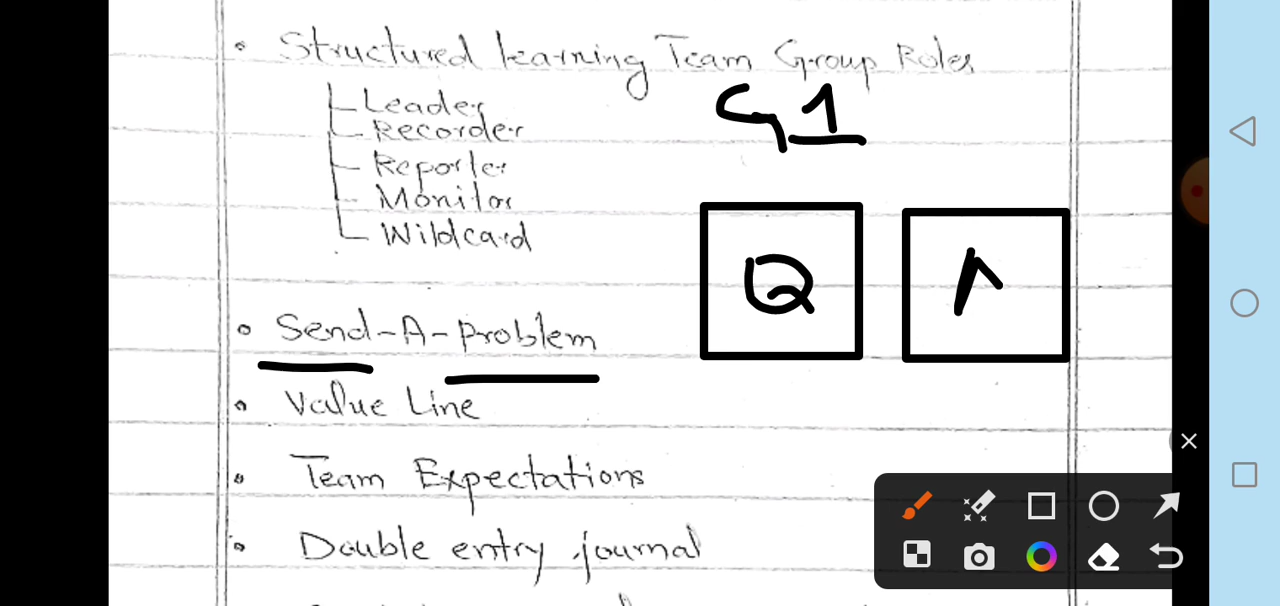 • Structured learning Team Group Roles
Leader
G1
Recorder
Reporter
Monitor
Wildcard
Q
• Send-A-Problem
• Value Line
• Team Expectations
• Double entry journal